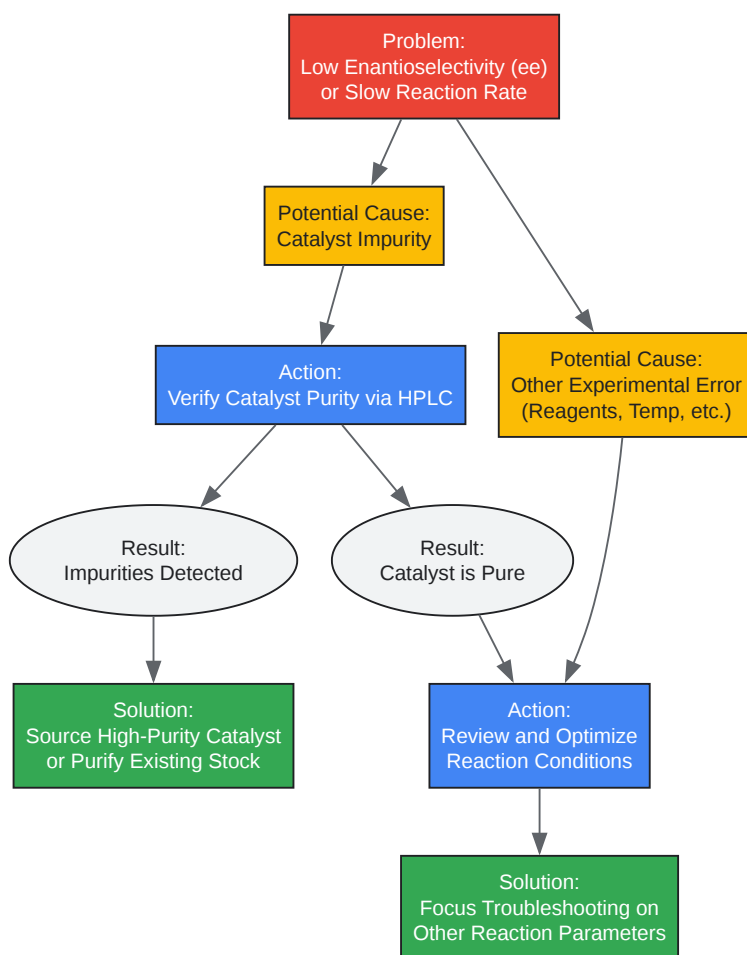 Problem:
Low Enantioselectivity (ee)
or Slow Reaction Rate
Potential Cause:
Catalyst Impurity
Action:
Verify Catalyst Purity via HPLC
Potential Cause:
Other Experimental Error
(Reagents, Temp, etc.)
Result:
Impurities Detected
Result:
Catalyst is Pure
Solution:
Source High-Purity Catalyst
or Purify Existing Stock
Action:
Review and Optimize
Reaction Conditions
Solution:
Focus Troubleshooting on
Other Reaction Parameters